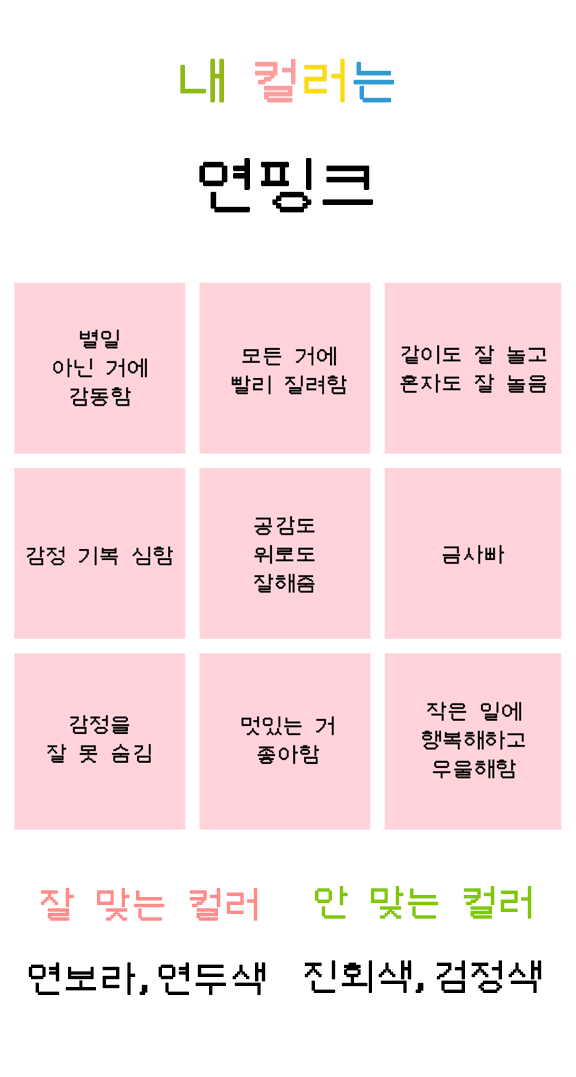 내 컬러는
연핑크
별일
아닌 거에
감동함
모든 거에
빨리 질려함
같이도 잘 놀고
혼자도 잘 놀음
감정 기복 심함
공감도
위로도
잘해줌
금사빠
감정을
잘 못 숨김
멋있는 거
좋아함
작은 일에
행복해하고
우울해함
잘 맞는 컬러
연보라, 연두색
안 맞는 컬러
진회색, 검정색